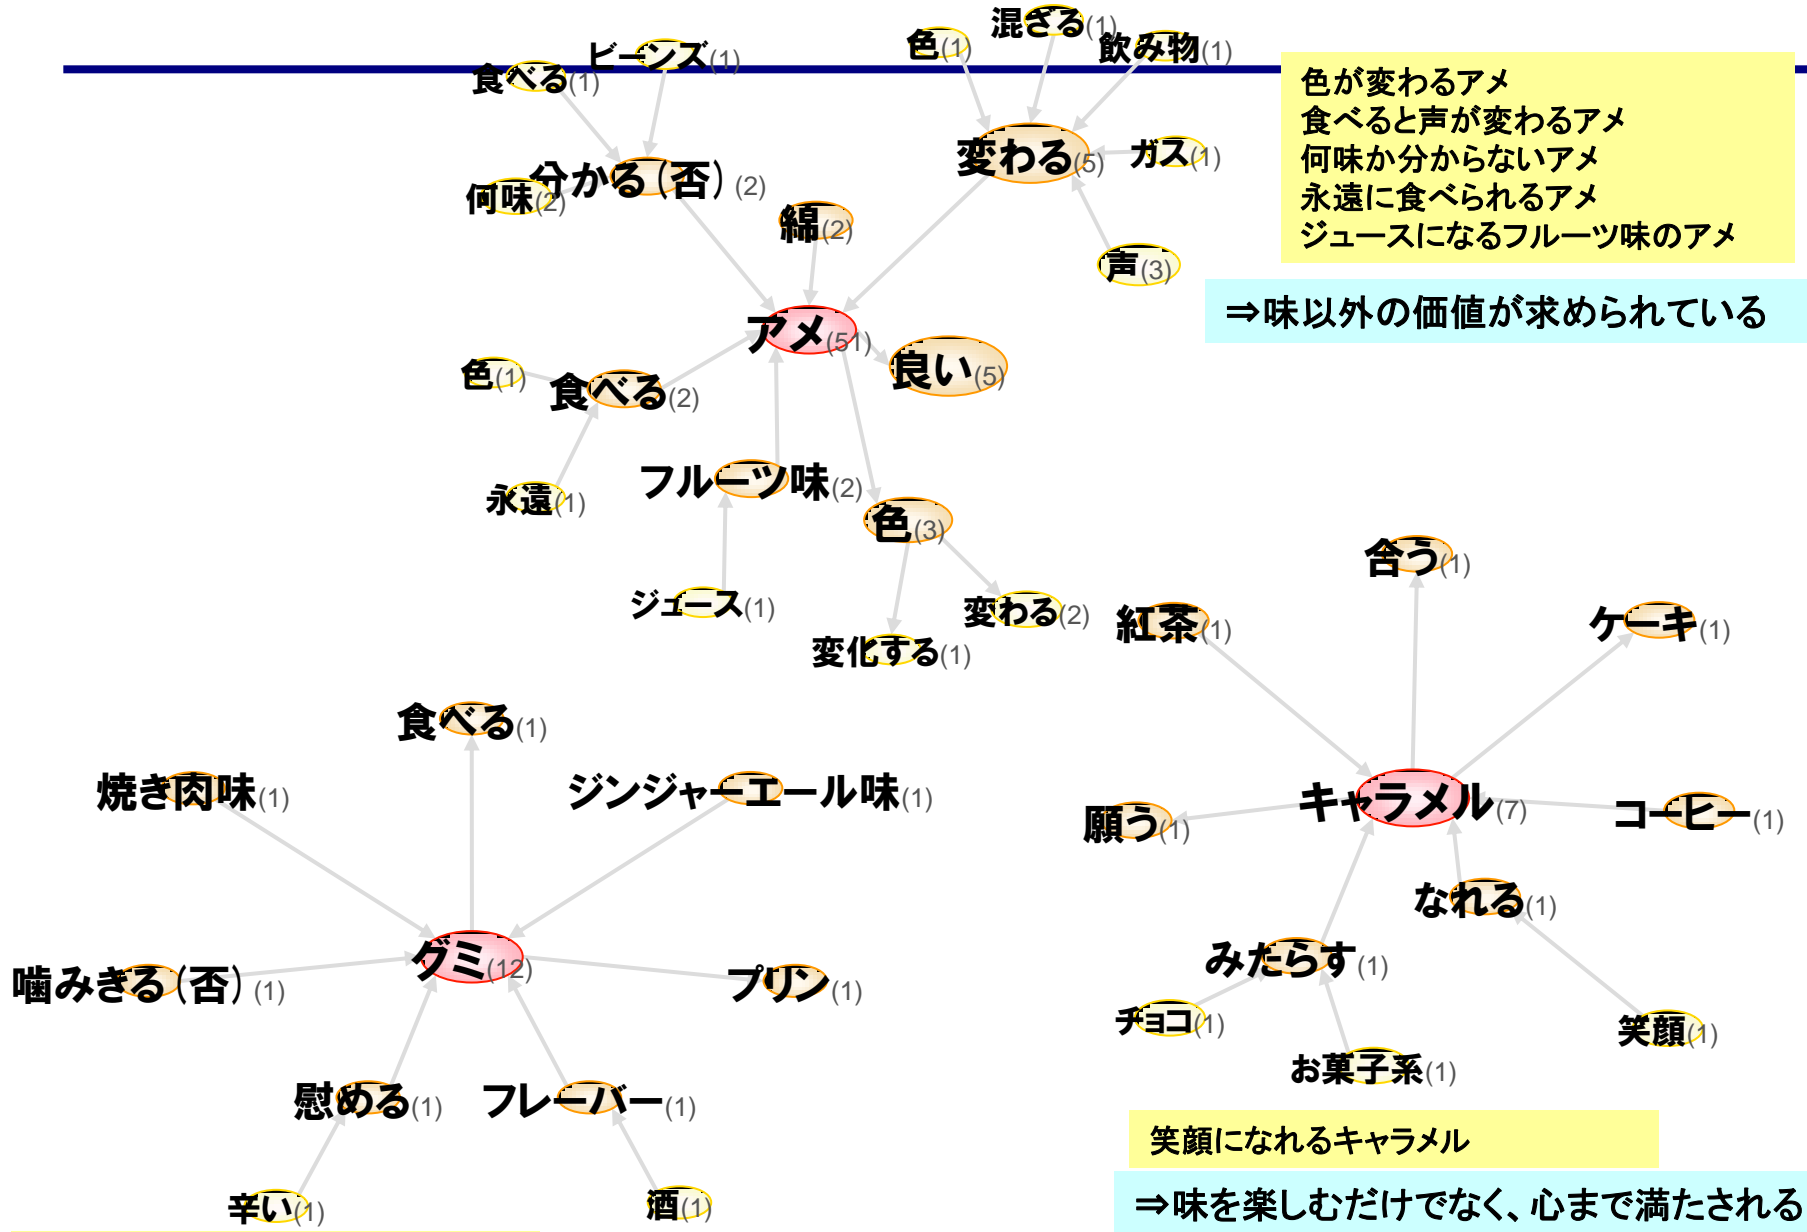 混ざる(1)
色(1)
飲み物(1)
ビーンズ(1)
食べる(1)
変わる(5)
ガス(1)
分かる(否)(2)
何味(2)
綿(2)
声(3)
色が変わるアメ
食べると声が変わるアメ
何味か分からないアメ
永遠に食べられるアメ
ジュースになるフルーツ味のアメ
⇒味以外の価値が求められている
アメ(51)
良い(5)
色(1)
食べる(2)
永遠(1)
フルーツ味(2)
色(3)
ジュース(1)
変わる(2)
変化する(1)
合う(1)
紅茶(1)
ケーキ(1)
キャラメル(7)
願う(1)
コーヒー(1)
なれる(1)
みたらす(1)
チョコ(1)
お菓子系(1)
笑顔(1)
食べる(1)
焼き肉味(1)
ジンジャーエール味(1)
グミ(12)
噛みきる(否)(1)
プリン(1)
慰める(1)
フレーバー(1)
辛い(1)
酒(1)
笑顔になれるキャラメル
⇒味を楽しむだけでなく、心まで満たされる